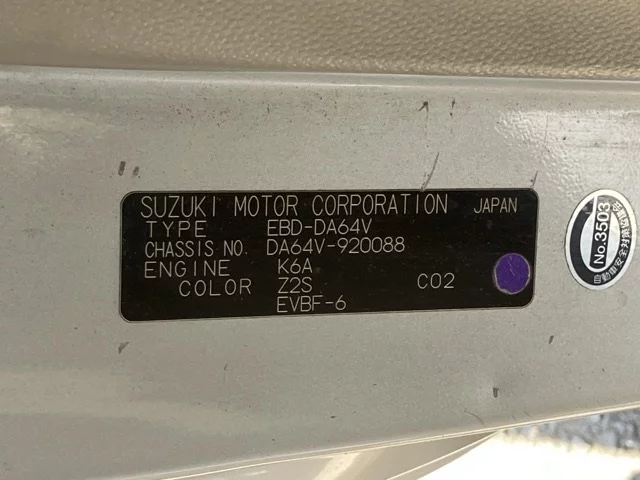 SUZUKI MOTOR CORPORATION JAPAN
TYPE EBD-DA64V
CHASSIS NO. DA64V-920088
ENGINE K6A
COLOR Z2S C02
EVBF-6
No.3503